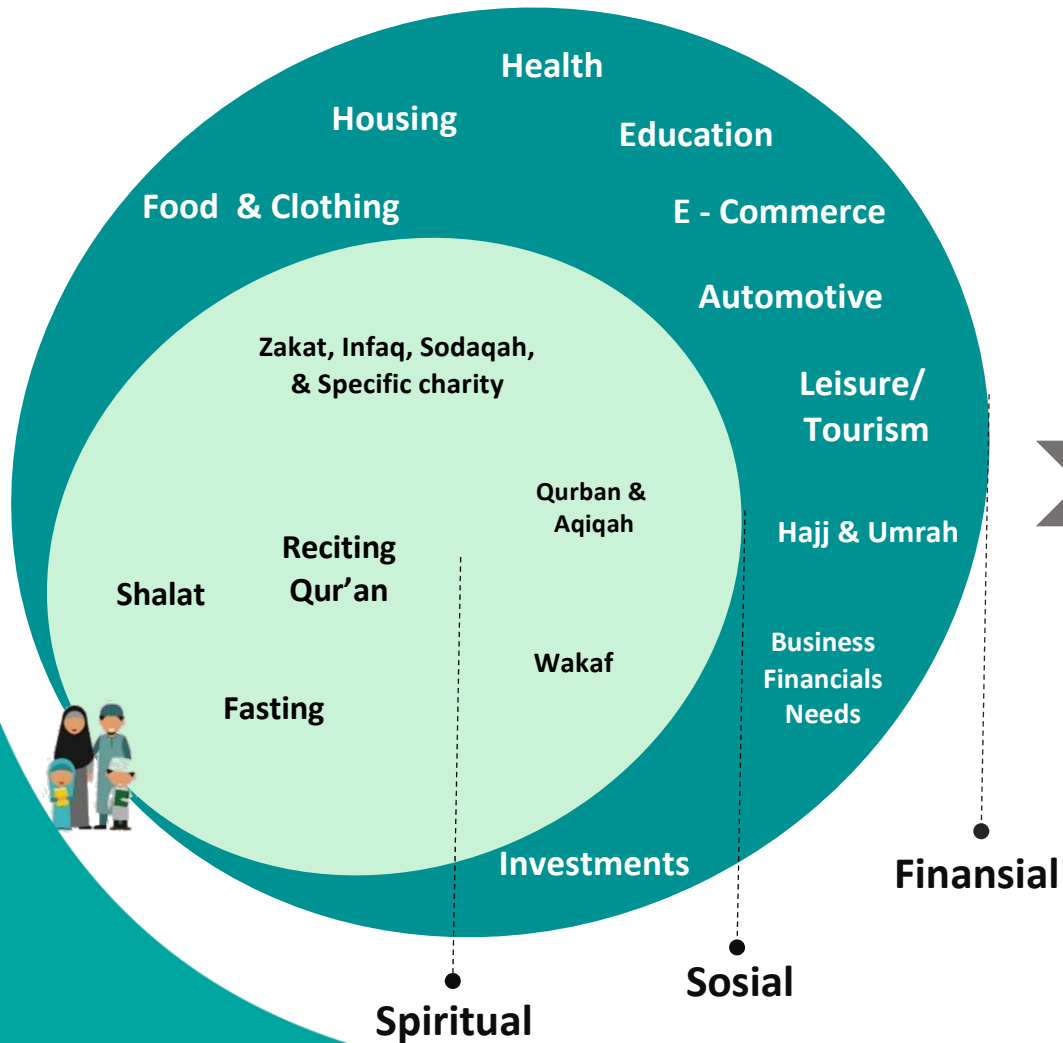 Health
Housing
Education
Food & Clothing
E - Commerce
Automotive
Zakat, Infaq, Sodaqah,
& Specific charity
Leisure/
Tourism
Qurban &
Aqiqah
Hajj & Umrah
Reciting
Qur’an
Shalat
Business
Financials
Needs
Wakaf
Fasting
Investments
Finansial
Sosial
Spiritual